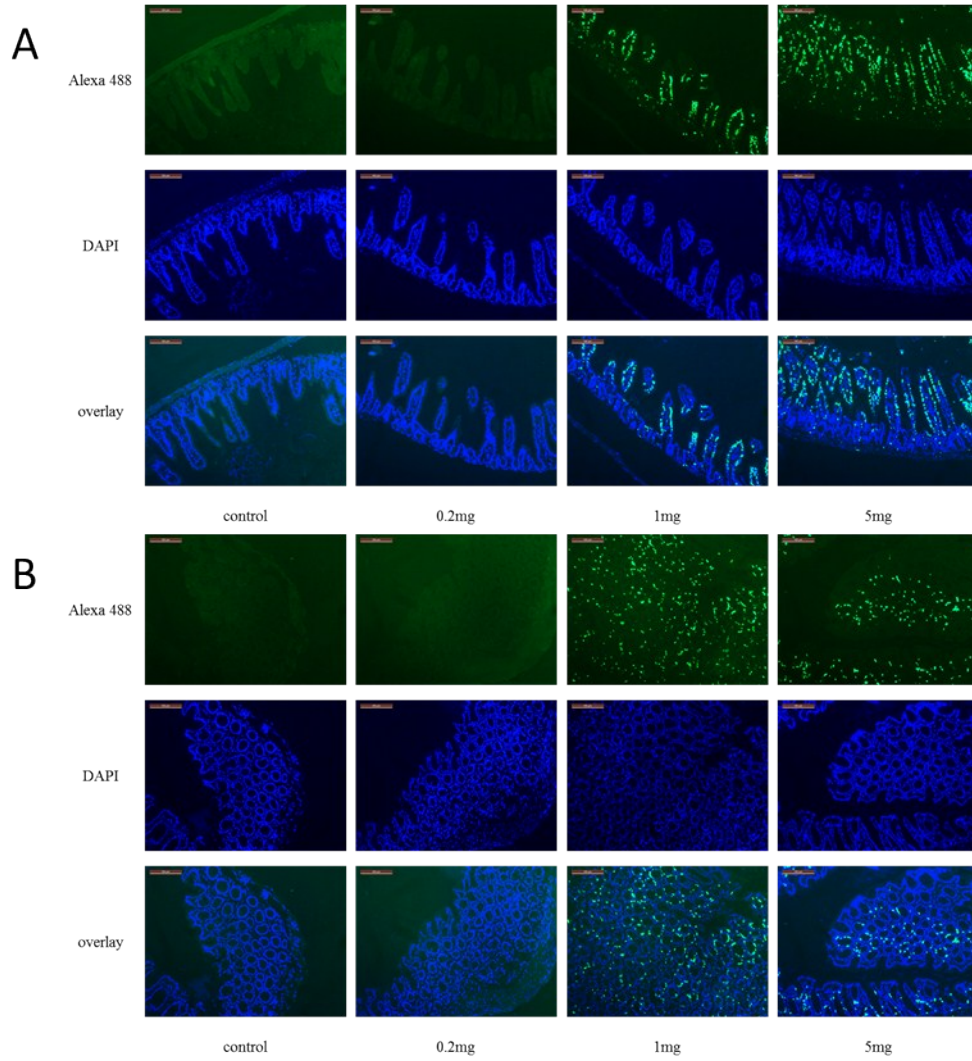 A
Alexa 488
DAPI
overlay
control 0.2mg 1mg 5mg
B
Alexa 488
DAPI
overlay
control 0.2mg 1mg 5mg